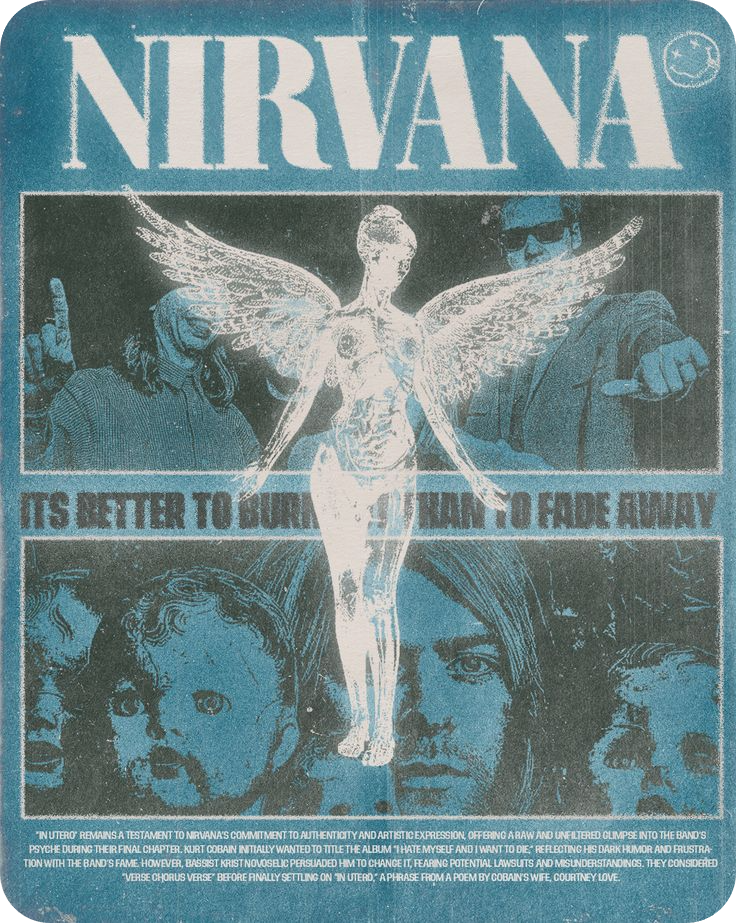 NIRVANA
ITS BETTER TO BURN THAN TO FADE AWAY
"IN UTERO" REMAINS A TESTAMENT TO NIRVANA'S COMMITMENT TO AUTHENTICITY AND ARTISTIC EXPRESSION, OFFERING A RAW AND UNFILTERED GLIMPSE INTO THE BAND'S
PSYCHE DURING THEIR FINAL CHAPTER. KURT COBAIN INITIALLY WANTED TO TITLE THE ALBUM "I HATE MYSELF AND I WANT TO DIE," REFLECTING HIS DARK HUMOR AND FRUSTRA-
TION WITH THE BAND'S FAME. HOWEVER, BASSIST KRIST NOVOSELIC PERSUADED HIM TO CHANGE IT, FEARING POTENTIAL LAWSUITS AND MISUNDERSTANDINGS. THEY CONSIDERED
"VERSE CHORUS VERSE" BEFORE FINALLY SETTLING ON "IN UTERO," A PHRASE FROM A POEM BY COBAIN'S WIFE, COURTNEY LOVE.